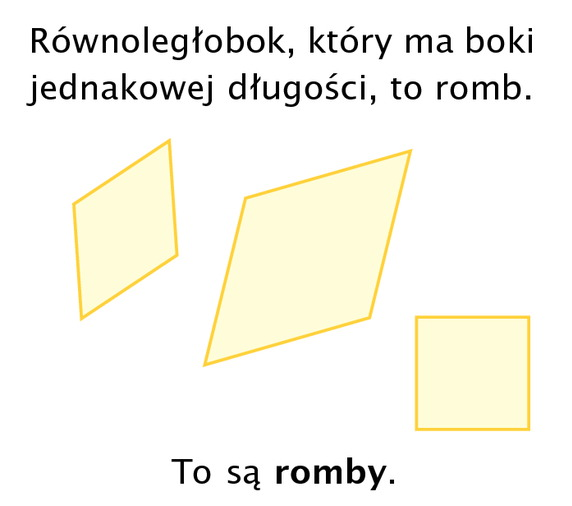 Równoległobok, który ma boki
jednakowej długości, to romb.
To są romby.